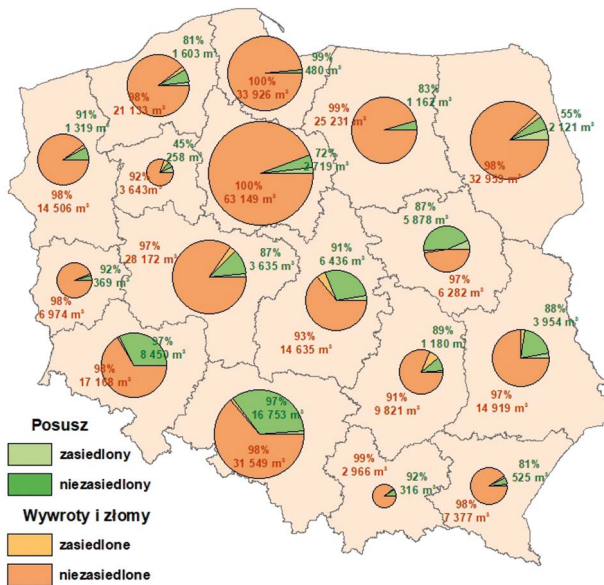 81%
1 603 m³
98%
21 133 m³
99%
480 m³
100%
33 926 m³
83%
1 162 m³
99%
25 231 m³
55%
2 121 m³
98%
32 959 m³
91%
1 319 m³
98%
14 506 m³
45%
258 m³
92%
3 643m³
72%
2 719 m³
100%
63 149 m³
87%
5 878 m³
97%
6 282 m³
92%
369 m³
98%
6 974 m³
97%
28 172 m³
87%
3 635 m³
91%
6 436 m³
93%
14 635 m³
88%
3 954 m³
97%
14 919 m³
89%
1 180 m³
91%
9 821 m³
97%
8 450 m³
98%
17 168 m³
97%
16 753 m³
98%
31 549 m³
99%
2 966 m³
92%
316 m³
81%
525 m³
98%
7 377 m³
Posusz
zasiedlony
niezasiedlony
Wywroty i złomy
zasiedlone
niezasiedlone